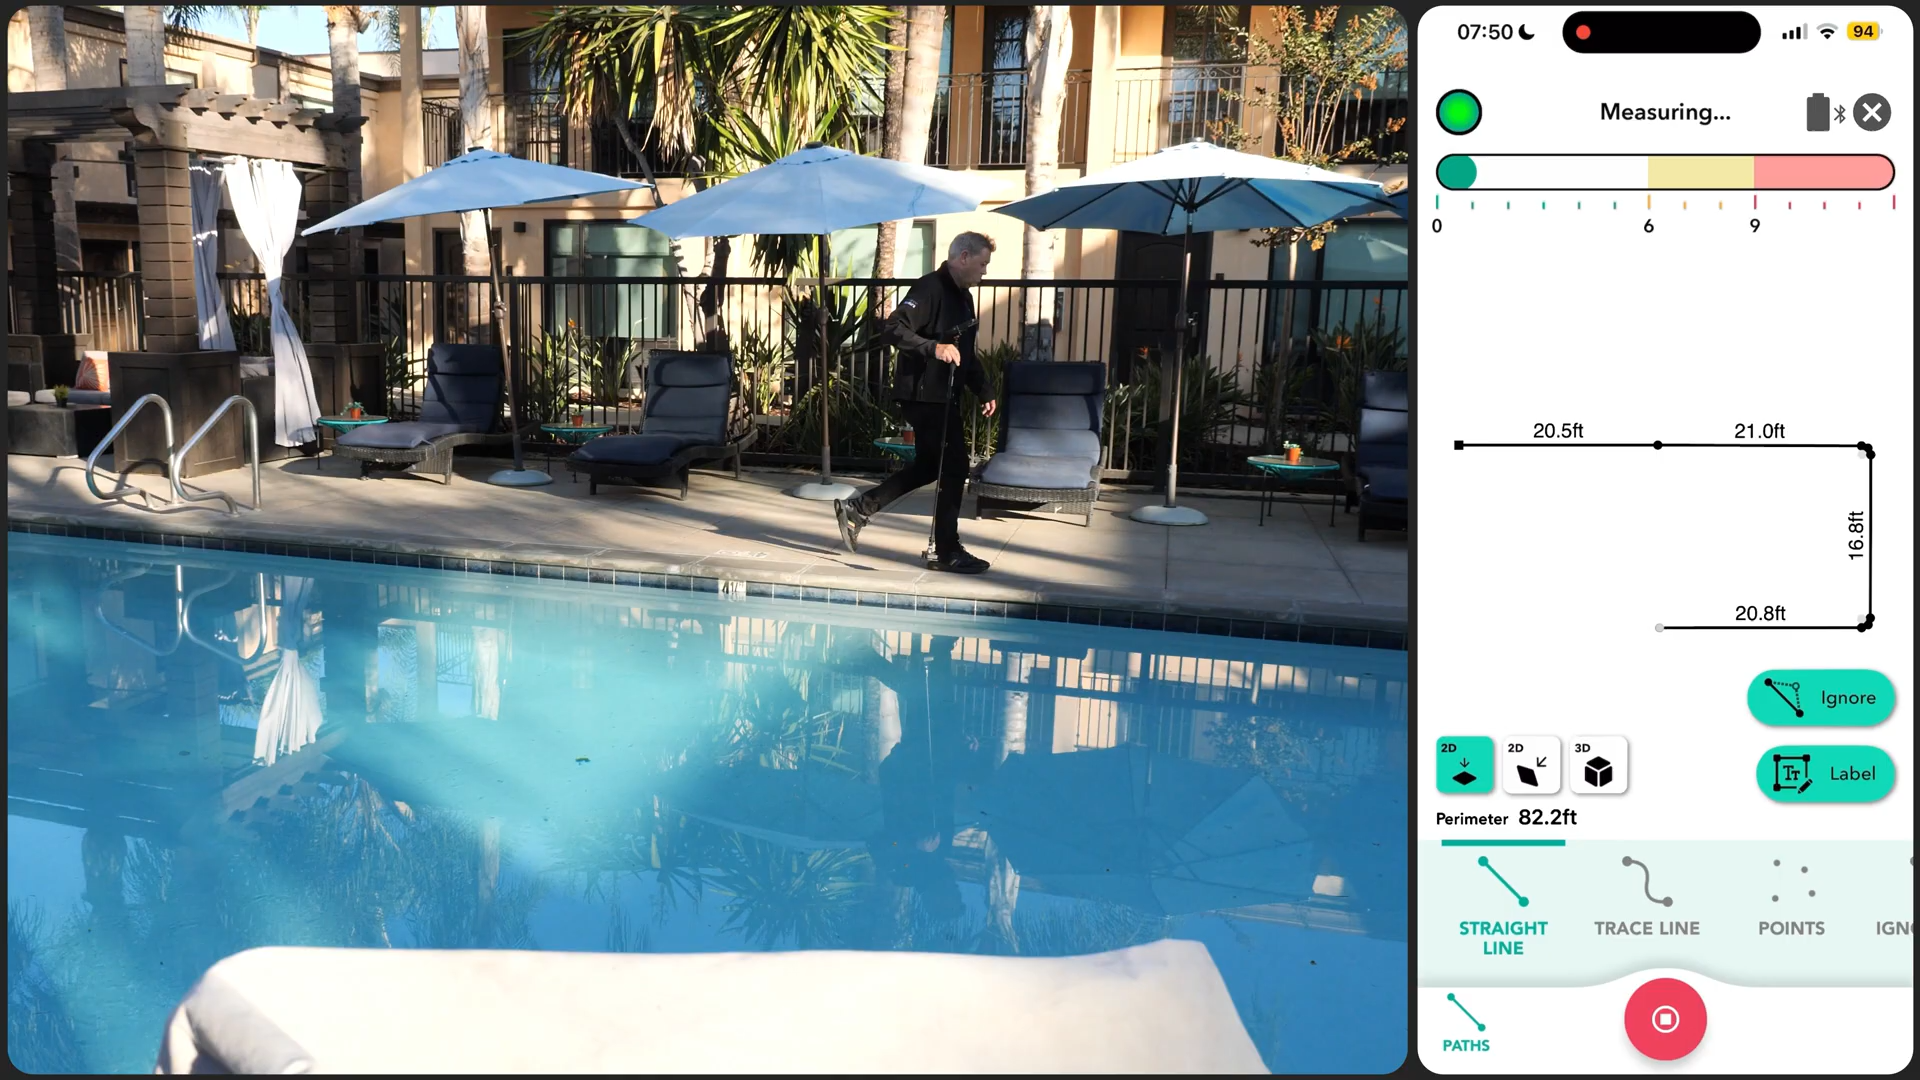 07:50
94
Measuring...
0
6
9
20.5ft
21.0ft
16.8ft
20.8ft
Ignore
2D
2D
3D
Label
Perimeter 82.2ft
STRAIGHT
LINE
TRACE LINE
POINTS
IGN
PATHS